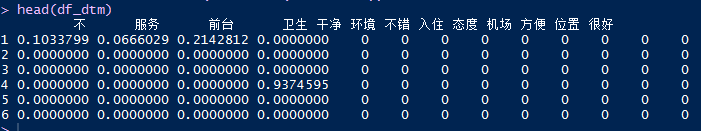 > head(df_dtm)
不 服务 前台 卫生 干净 环境 不错 入住 态度 机场 方便 位置 很好
1 0.1033799 0.0666029 0.2142812 0.0000000 0 0 0 0 0 0 0 0 0
2 0.0000000 0.0000000 0.0000000 0.0000000 0 0 0 0 0 0 0 0 0
3 0.0000000 0.0000000 0.0000000 0.0000000 0 0 0 0 0 0 0 0 0
4 0.0000000 0.0000000 0.0000000 0.9374595 0 0 0 0 0 0 0 0 0
5 0.0000000 0.0000000 0.0000000 0.0000000 0 0 0 0 0 0 0 0 0
6 0.0000000 0.0000000 0.0000000 0.0000000 0 0 0 0 0 0 0 0 0
>